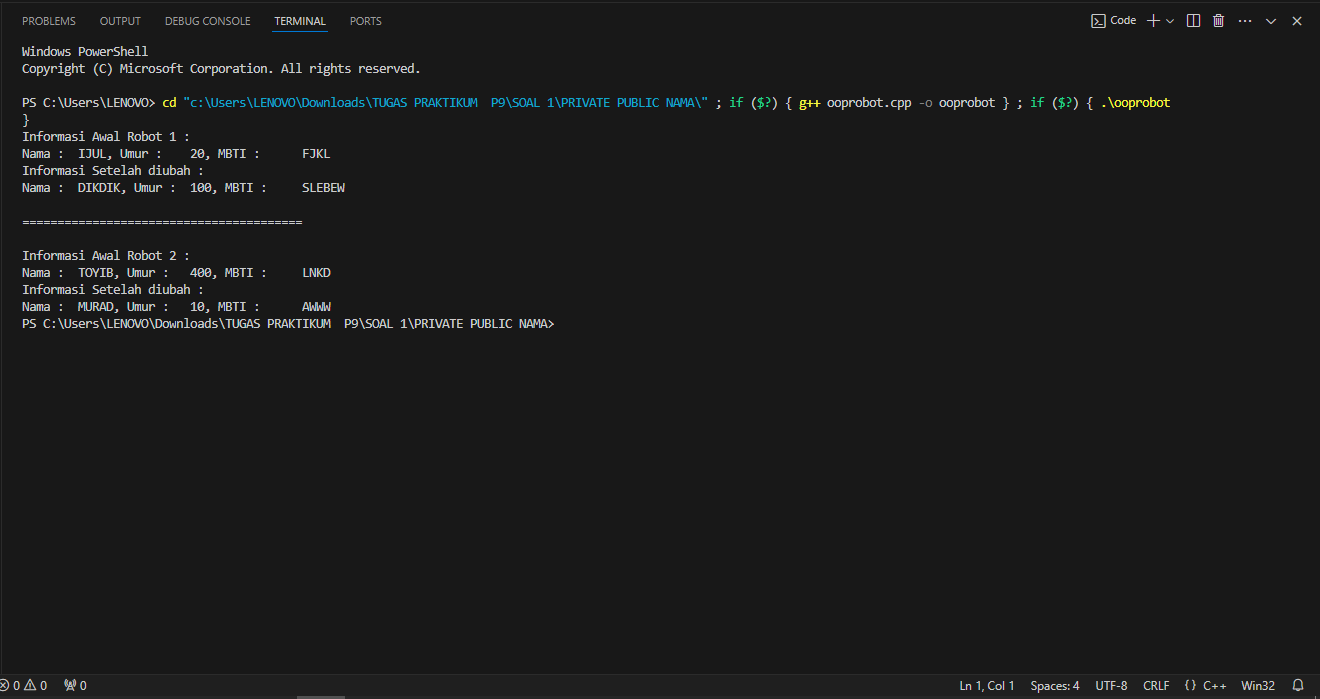 PROBLEMS OUTPUT DEBUG CONSOLE TERMINAL PORTS Code
Windows PowerShell
Copyright (C) Microsoft Corporation. All rights reserved.
PS C:\Users\LENOVO> cd "c:\Users\LENOVO\Downloads\TUGAS PRAKTIKUM  P9\SOAL 1\PRIVATE PUBLIC NAMA\" ; if ($?) { g++ ooprobot.cpp -o ooprobot } ; if ($?) { .\ooprobot
}
Informasi Awal Robot 1 :
Nama :  IJUL, Umur :    20, MBTI :      FJKL
Informasi Setelah diubah :
Nama :  DIKDIK, Umur :  100, MBTI :     SLEBEW
========================================
Informasi Awal Robot 2 :
Nama :  TOYIB, Umur :   400, MBTI :     LNKD
Informasi Setelah diubah :
Nama :  MURAD, Umur :   10, MBTI :      AWWW
PS C:\Users\LENOVO\Downloads\TUGAS PRAKTIKUM  P9\SOAL 1\PRIVATE PUBLIC NAMA>
0 0 0 Ln 1, Col 1 Spaces: 4 UTF-8 CRLF {} C++ Win32